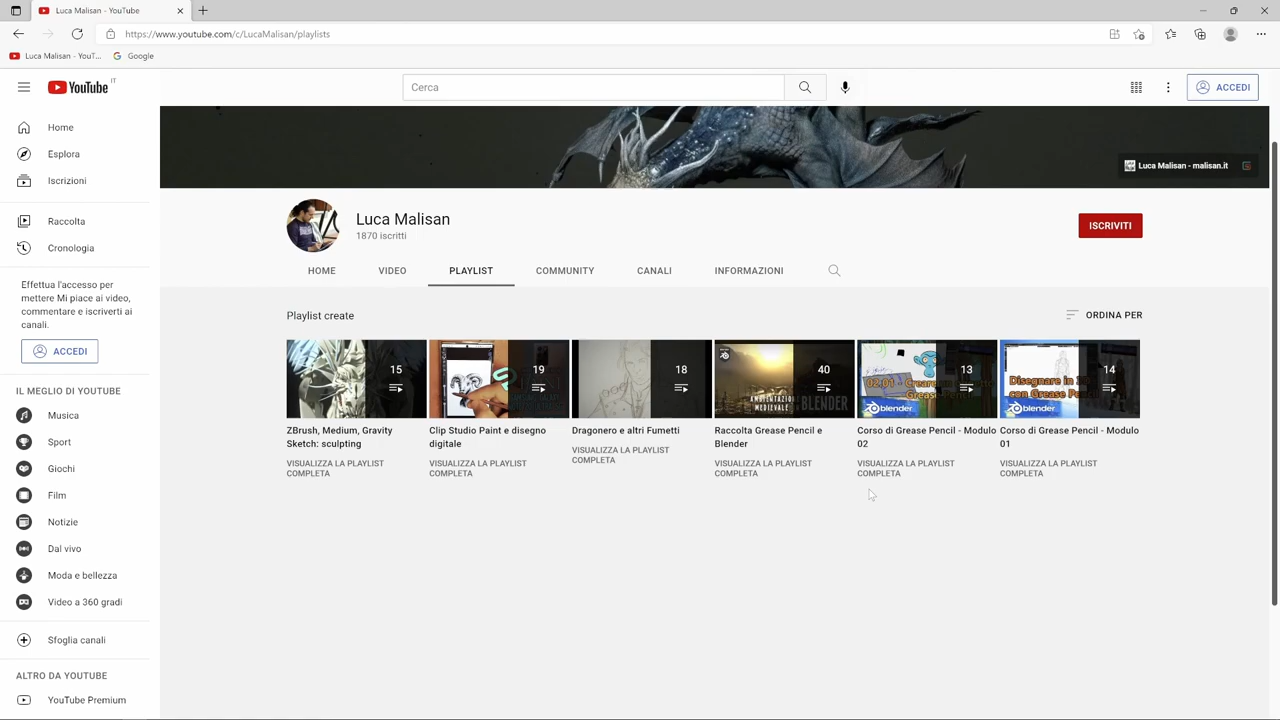 Luca Malisan - YouTube
https://www.youtube.com/c/LucaMalisan/playlists
Luca Malisan - YouT... Google
YouTube IT
Cerca
ACCEDI
Home
Esplora
Iscrizioni
Raccolta
Cronologia
Effettua l'accesso per
mettere Mi piace ai video,
commentare e iscriverti ai
canali.
ACCEDI
IL MEGLIO DI YOUTUBE
Musica
Sport
Giochi
Film
Notizie
Dal vivo
Moda e bellezza
Video a 360 gradi
Sfoglia canali
ALTRO DA YOUTUBE
YouTube Premium
Luca Malisan - malisan.it
Luca Malisan
1870 iscritti
ISCRIVITI
HOME VIDEO PLAYLIST COMMUNITY CANALI INFORMAZIONI
Playlist create
ORDINA PER
15
ZBrush, Medium, Gravity
Sketch: sculpting
VISUALIZZA LA PLAYLIST
COMPLETA
19
Clip Studio Paint e disegno
digitale
VISUALIZZA LA PLAYLIST
COMPLETA
18
Dragonero e altri Fumetti
VISUALIZZA LA PLAYLIST
COMPLETA
40
AMBIENTAZIONI
MEDIEVALE BLENDER
Raccolta Grease Pencil e
Blender
VISUALIZZA LA PLAYLIST
COMPLETA
13
02.01
Grease Pencil
blender
Corso di Grease Pencil - Modulo
02
VISUALIZZA LA PLAYLIST
COMPLETA
14
Disegnare in 2D
con Grease Pencil
blender
Corso di Grease Pencil - Modulo
01
VISUALIZZA LA PLAYLIST
COMPLETA